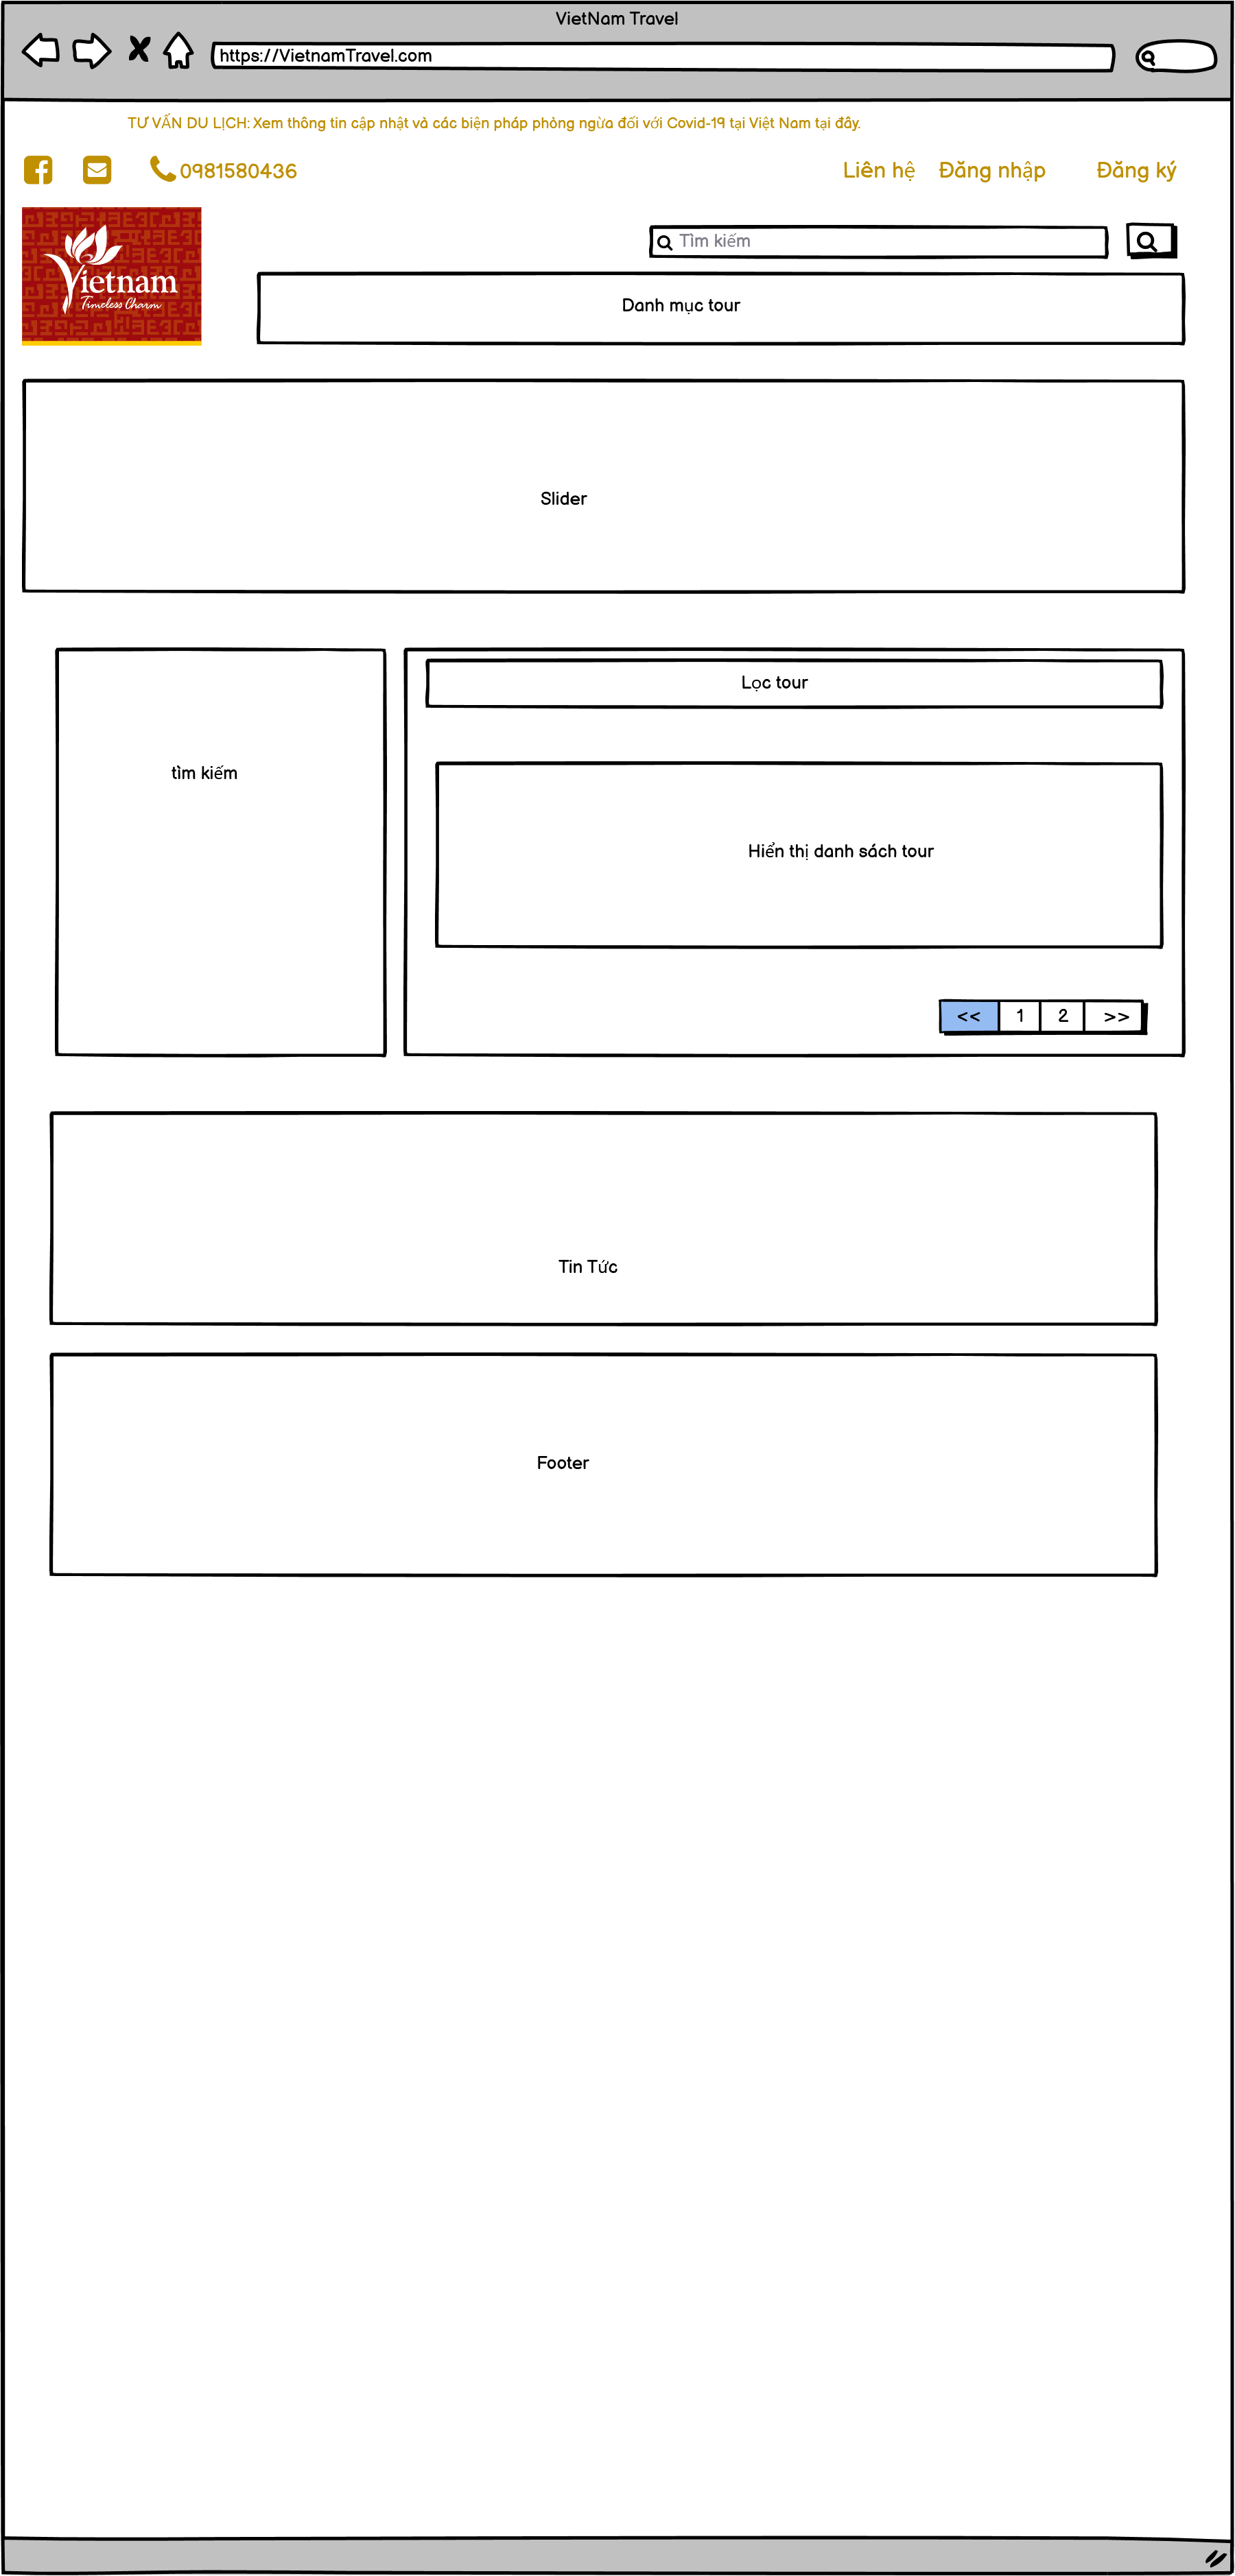 VietNam Travel
https://VietnamTravel.com
TƯ VẤN DU LỊCH: Xem thông tin cập nhật và các biện pháp phòng ngừa đối với Covid-19 tại Việt Nam tại đây.
0981580436
Liên hệ Đăng nhập Đăng ký
Vietnam
Timeless Charm
Tìm kiếm
Danh mục tour
Slider
Lọc tour
tìm kiếm
Hiển thị danh sách tour
<< 1 2 >>
Tin Tức
Footer